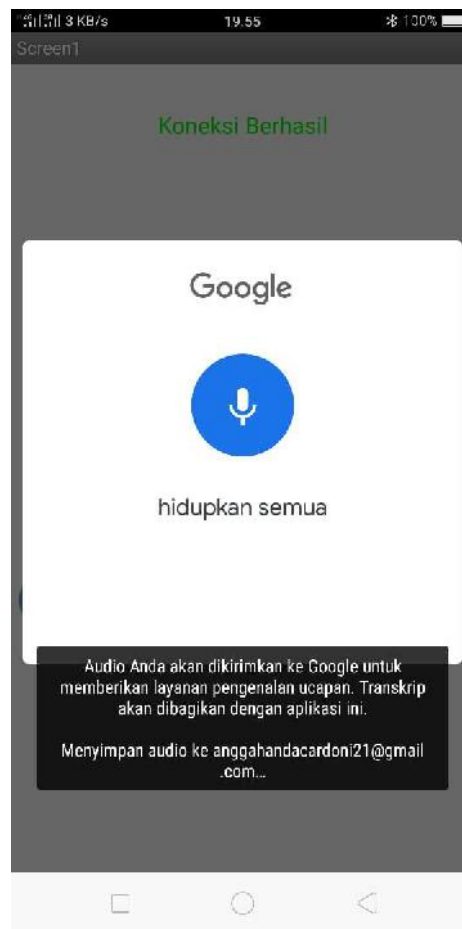 3 KB/s 19.55 100%
Screen1
Koneksi Berhasil
Google
hidupkan semua
Audio Anda akan dikirimkan ke Google untuk
memberikan layanan pengenalan ucapan. Transkrip
akan dibagikan dengan aplikasi ini.
Menyimpan audio ke anggahandacardoni21@gmail
.com...